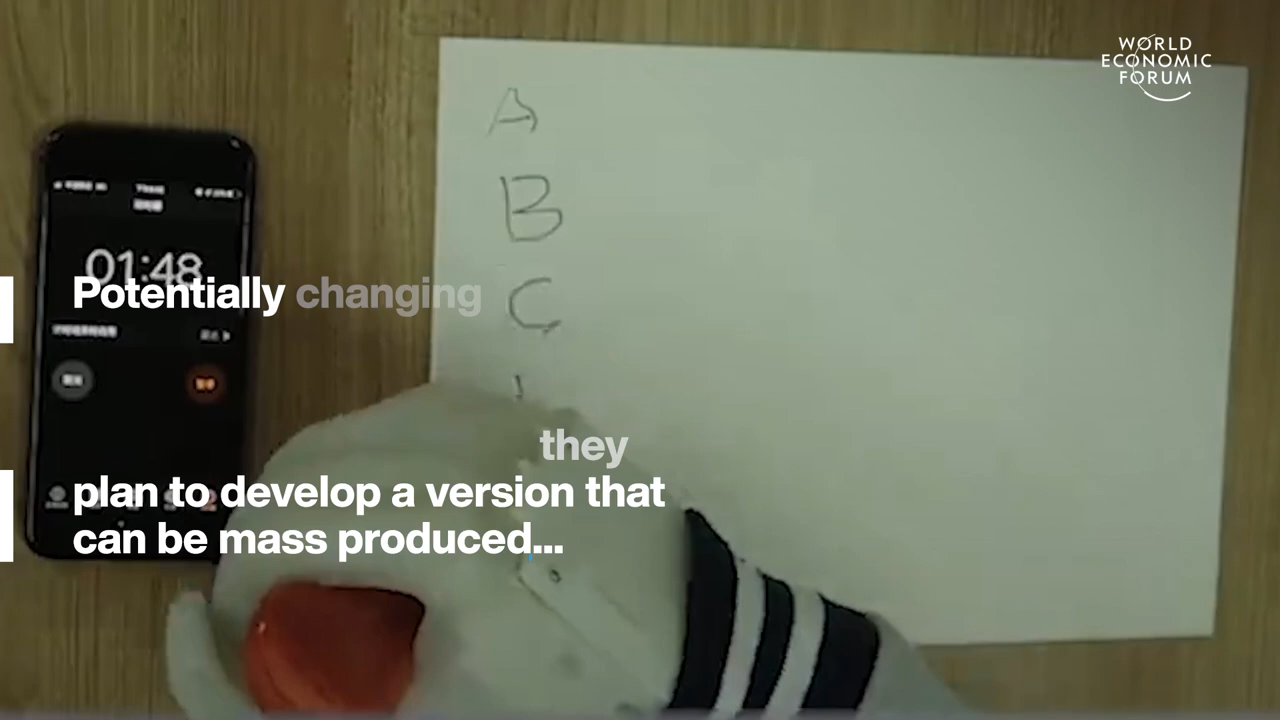 WORLD
ECONOMIC
FORUM
A
B
C
01:48
Potentially changing
they
plan to develop a version that
can be mass produced...